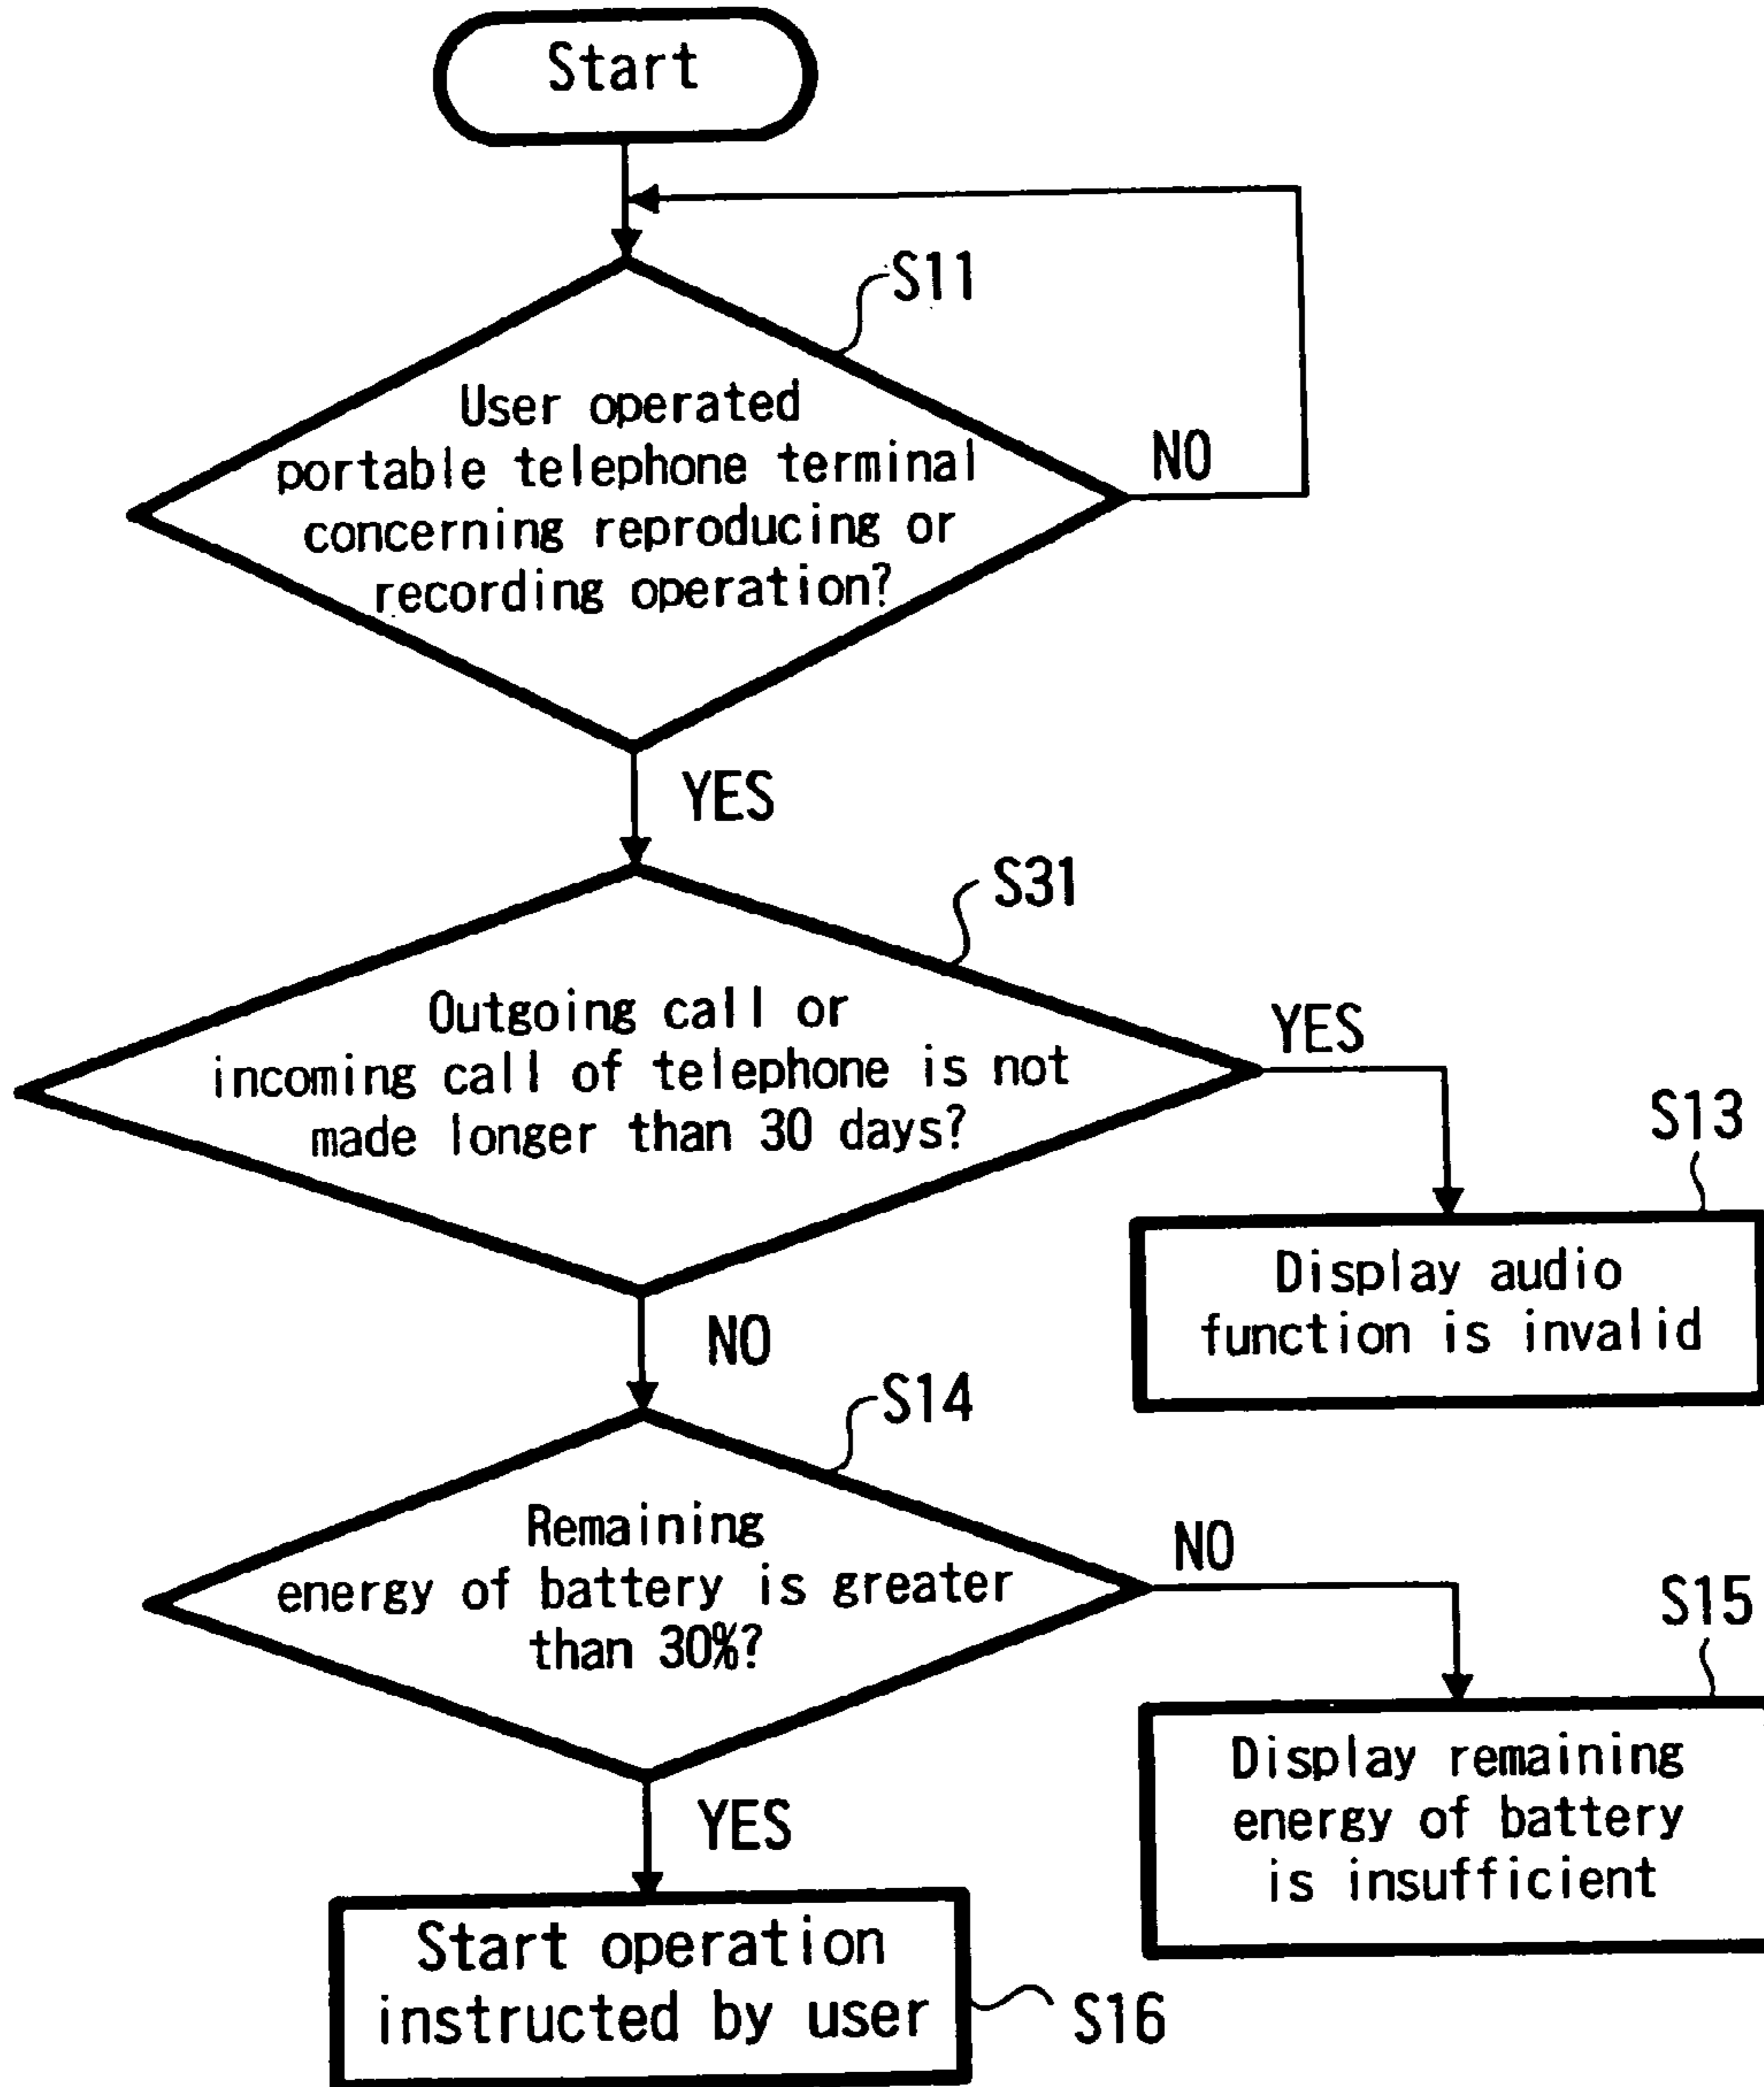 Start
S11
User operated
portable telephone terminal
concerning reproducing or
recording operation?
NO
YES
S31
Outgoing call or
incoming call of telephone is not
made longer than 30 days?
YES
S13
Display audio
function is invalid
NO
S14
Remaining
energy of battery is greater
than 30%?
NO
S15
Display remaining
energy of battery
is insufficient
YES
Start operation
instructed by user
S16